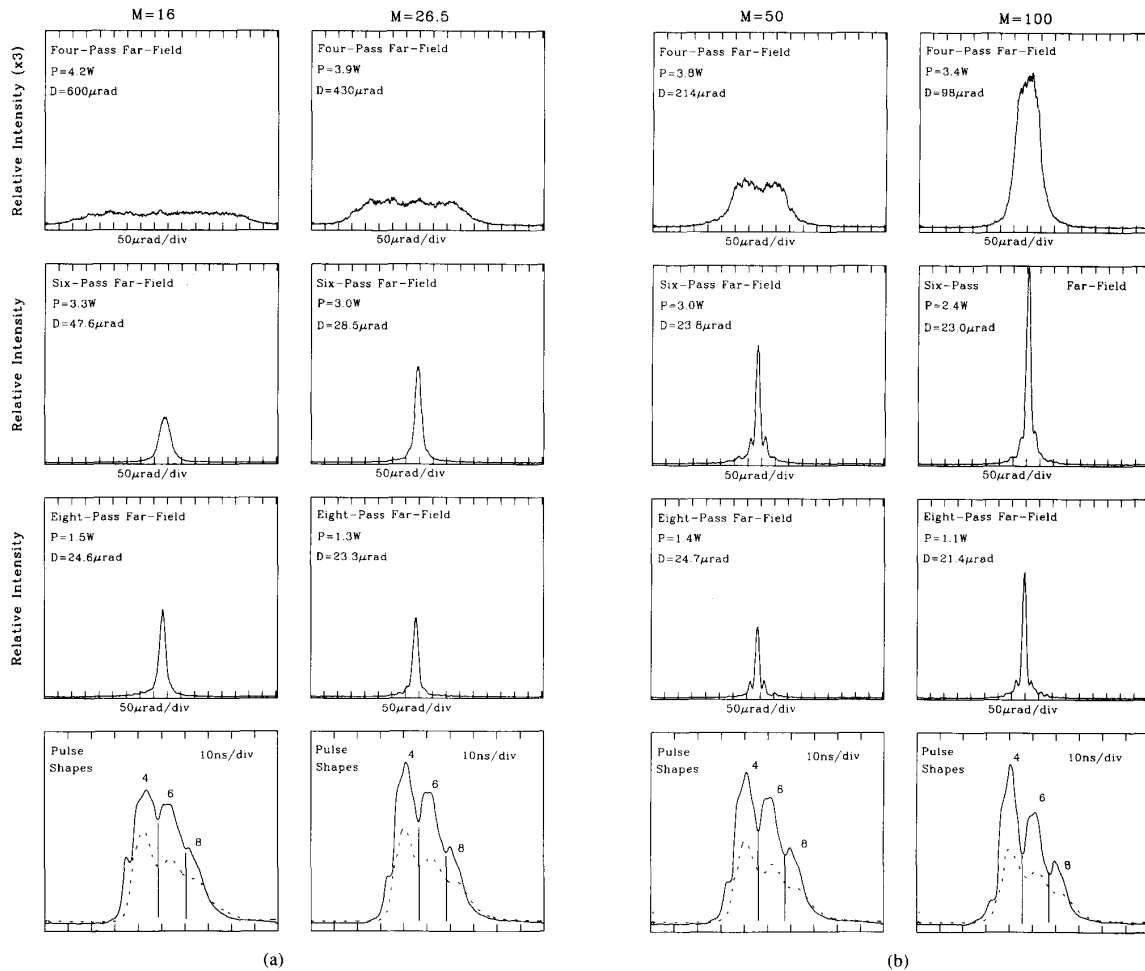 M=16
M=26.5
M=50
M=100
Relative Intensity (x3)
Four-Pass Far-Field
P=4.2W
D=600μrad
50μrad/div
Four-Pass Far-Field
P=3.9W
D=430μrad
50μrad/div
Four-Pass Far-Field
P=3.8W
D=214μrad
50μrad/div
Four-Pass Far-Field
P=3.4W
D=98μrad
50μrad/div
Relative Intensity
Six-Pass Far-Field
P=3.3W
D=47.6μrad
50μrad/div
Six-Pass Far-Field
P=3.0W
D=28.5μrad
50μrad/div
Six-Pass Far-Field
P=3.0W
D=23.8μrad
50μrad/div
Six-Pass Far-Field
P=2.4W
D=23.0μrad
50μrad/div
Relative Intensity
Eight-Pass Far-Field
P=1.5W
D=24.6μrad
50μrad/div
Eight-Pass Far-Field
P=1.3W
D=23.3μrad
50μrad/div
Eight-Pass Far-Field
P=1.4W
D=24.7μrad
50μrad/div
Eight-Pass Far-Field
P=1.1W
D=21.4μrad
50μrad/div
Pulse Shapes
10ns/div
4
6
8
Pulse Shapes
10ns/div
4
6
8
Pulse Shapes
10ns/div
4
6
8
Pulse Shapes
10ns/div
4
6
8
(a)
(b)